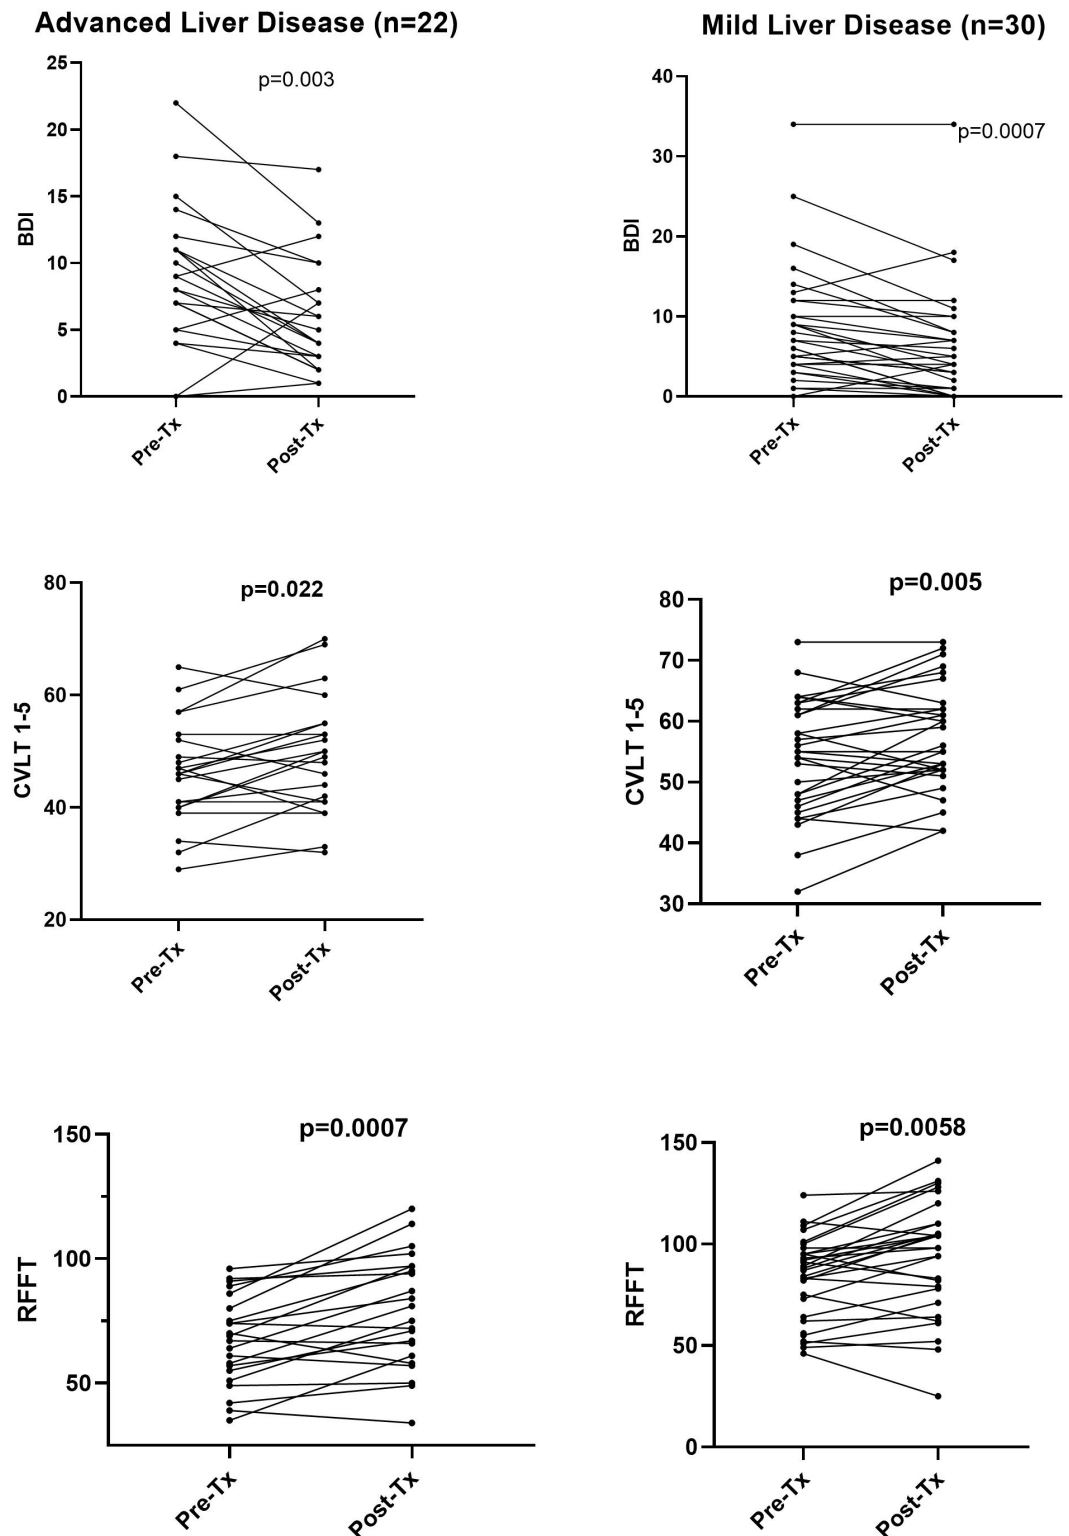 Advanced Liver Disease (n=22)
Mild Liver Disease (n=30)
25
20
15
10
5
0
BDI
p=0.003
Pre-Tx
Post-Tx
40
30
20
10
0
BDI
p=0.0007
Pre-Tx
Post-Tx
80
60
40
20
CVLT 1-5
p=0.022
Pre-Tx
Post-Tx
80
70
60
50
40
30
CVLT 1-5
p=0.005
Pre-Tx
Post-Tx
150
100
50
RFFT
p=0.0007
Pre-Tx
Post-Tx
150
100
50
0
RFFT
p=0.0058
Pre-Tx
Post-Tx